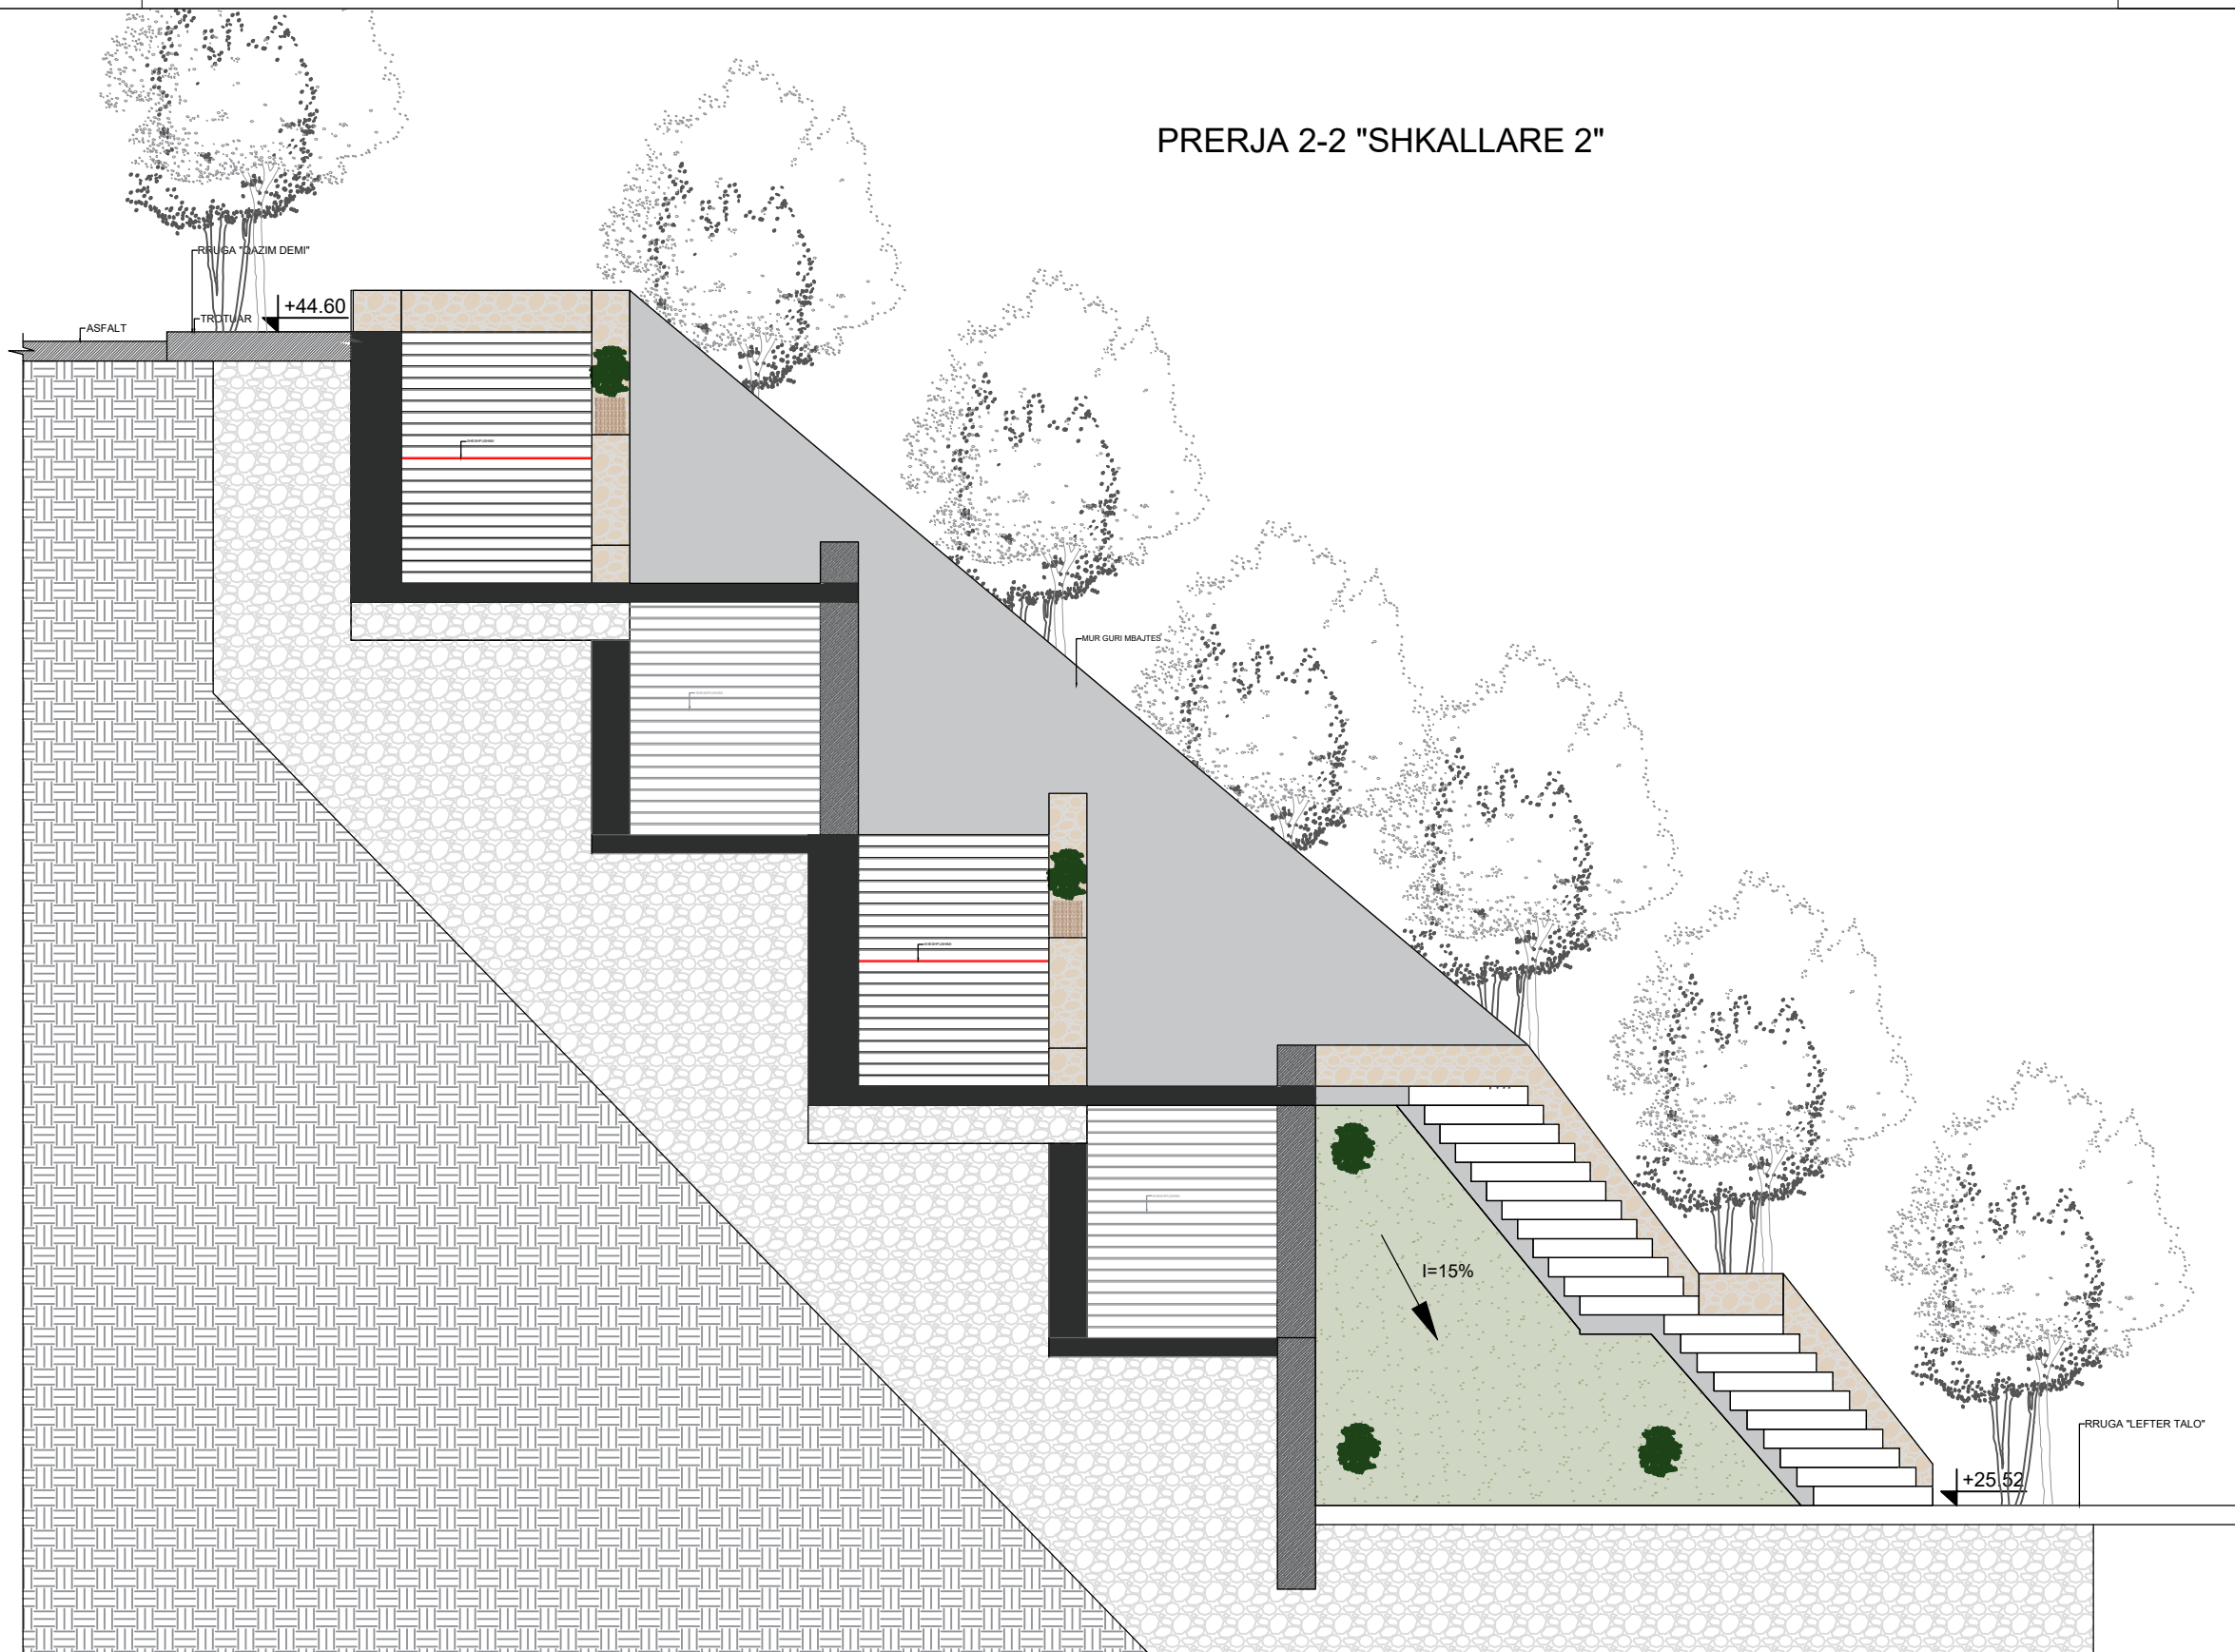 PRERJA 2-2 "SHKALLARE 2"
RRUGA "QAZIM DEMI"
+44.60
TROTUAR
ASFALT
MUR GURI MBAJTES
I=15%
RRUGA "LEFTER TALO"
+25.52